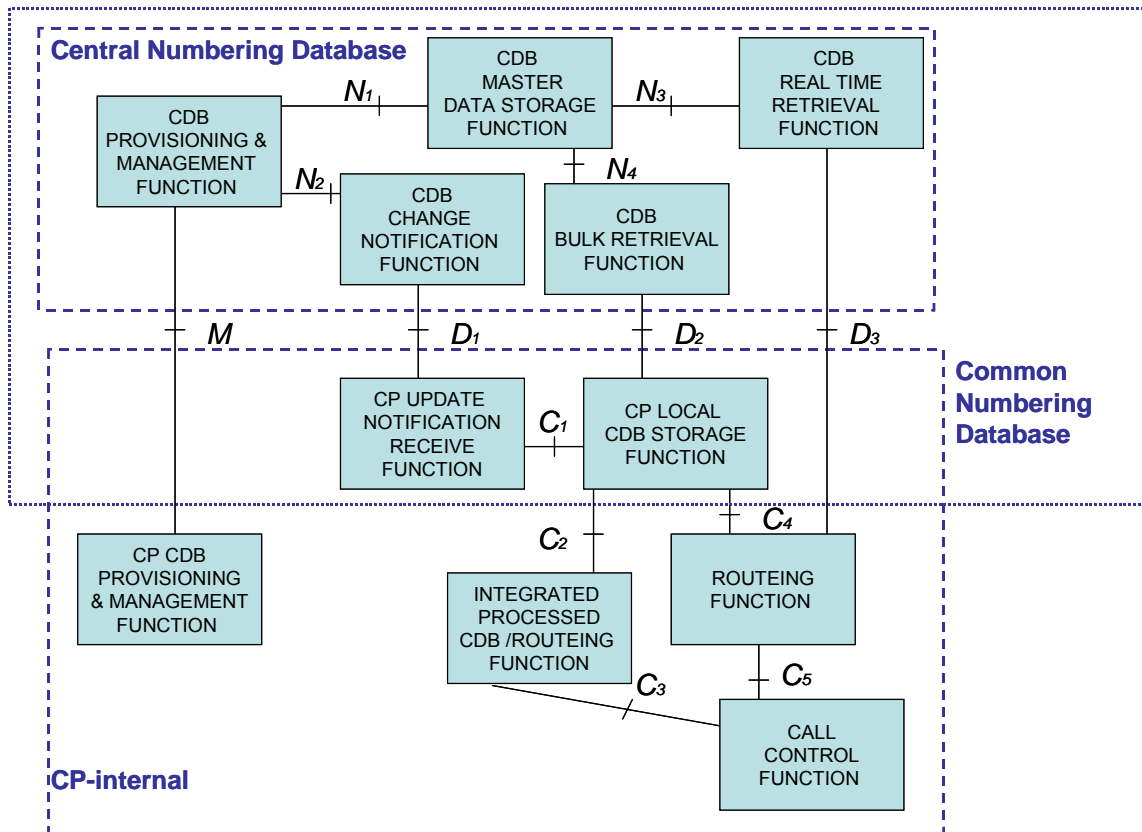 Central Numbering Database
CDB
PROVISIONING &
MANAGEMENT
FUNCTION
N1
CDB
MASTER
DATA STORAGE
FUNCTION
N3
CDB
REAL TIME
RETRIEVAL
FUNCTION
N2
CDB
CHANGE
NOTIFICATION
FUNCTION
N4
CDB
BULK RETRIEVAL
FUNCTION
M
D1
D2
D3
Common
Numbering
Database
CP UPDATE
NOTIFICATION
RECEIVE
FUNCTION
C1
CP LOCAL
CDB STORAGE
FUNCTION
C2
C4
CP CDB
PROVISIONING
& MANAGEMENT
FUNCTION
INTEGRATED
PROCESSED
CDB /ROUTEING
FUNCTION
ROUTEING
FUNCTION
C3
C5
CALL
CONTROL
FUNCTION
CP-internal